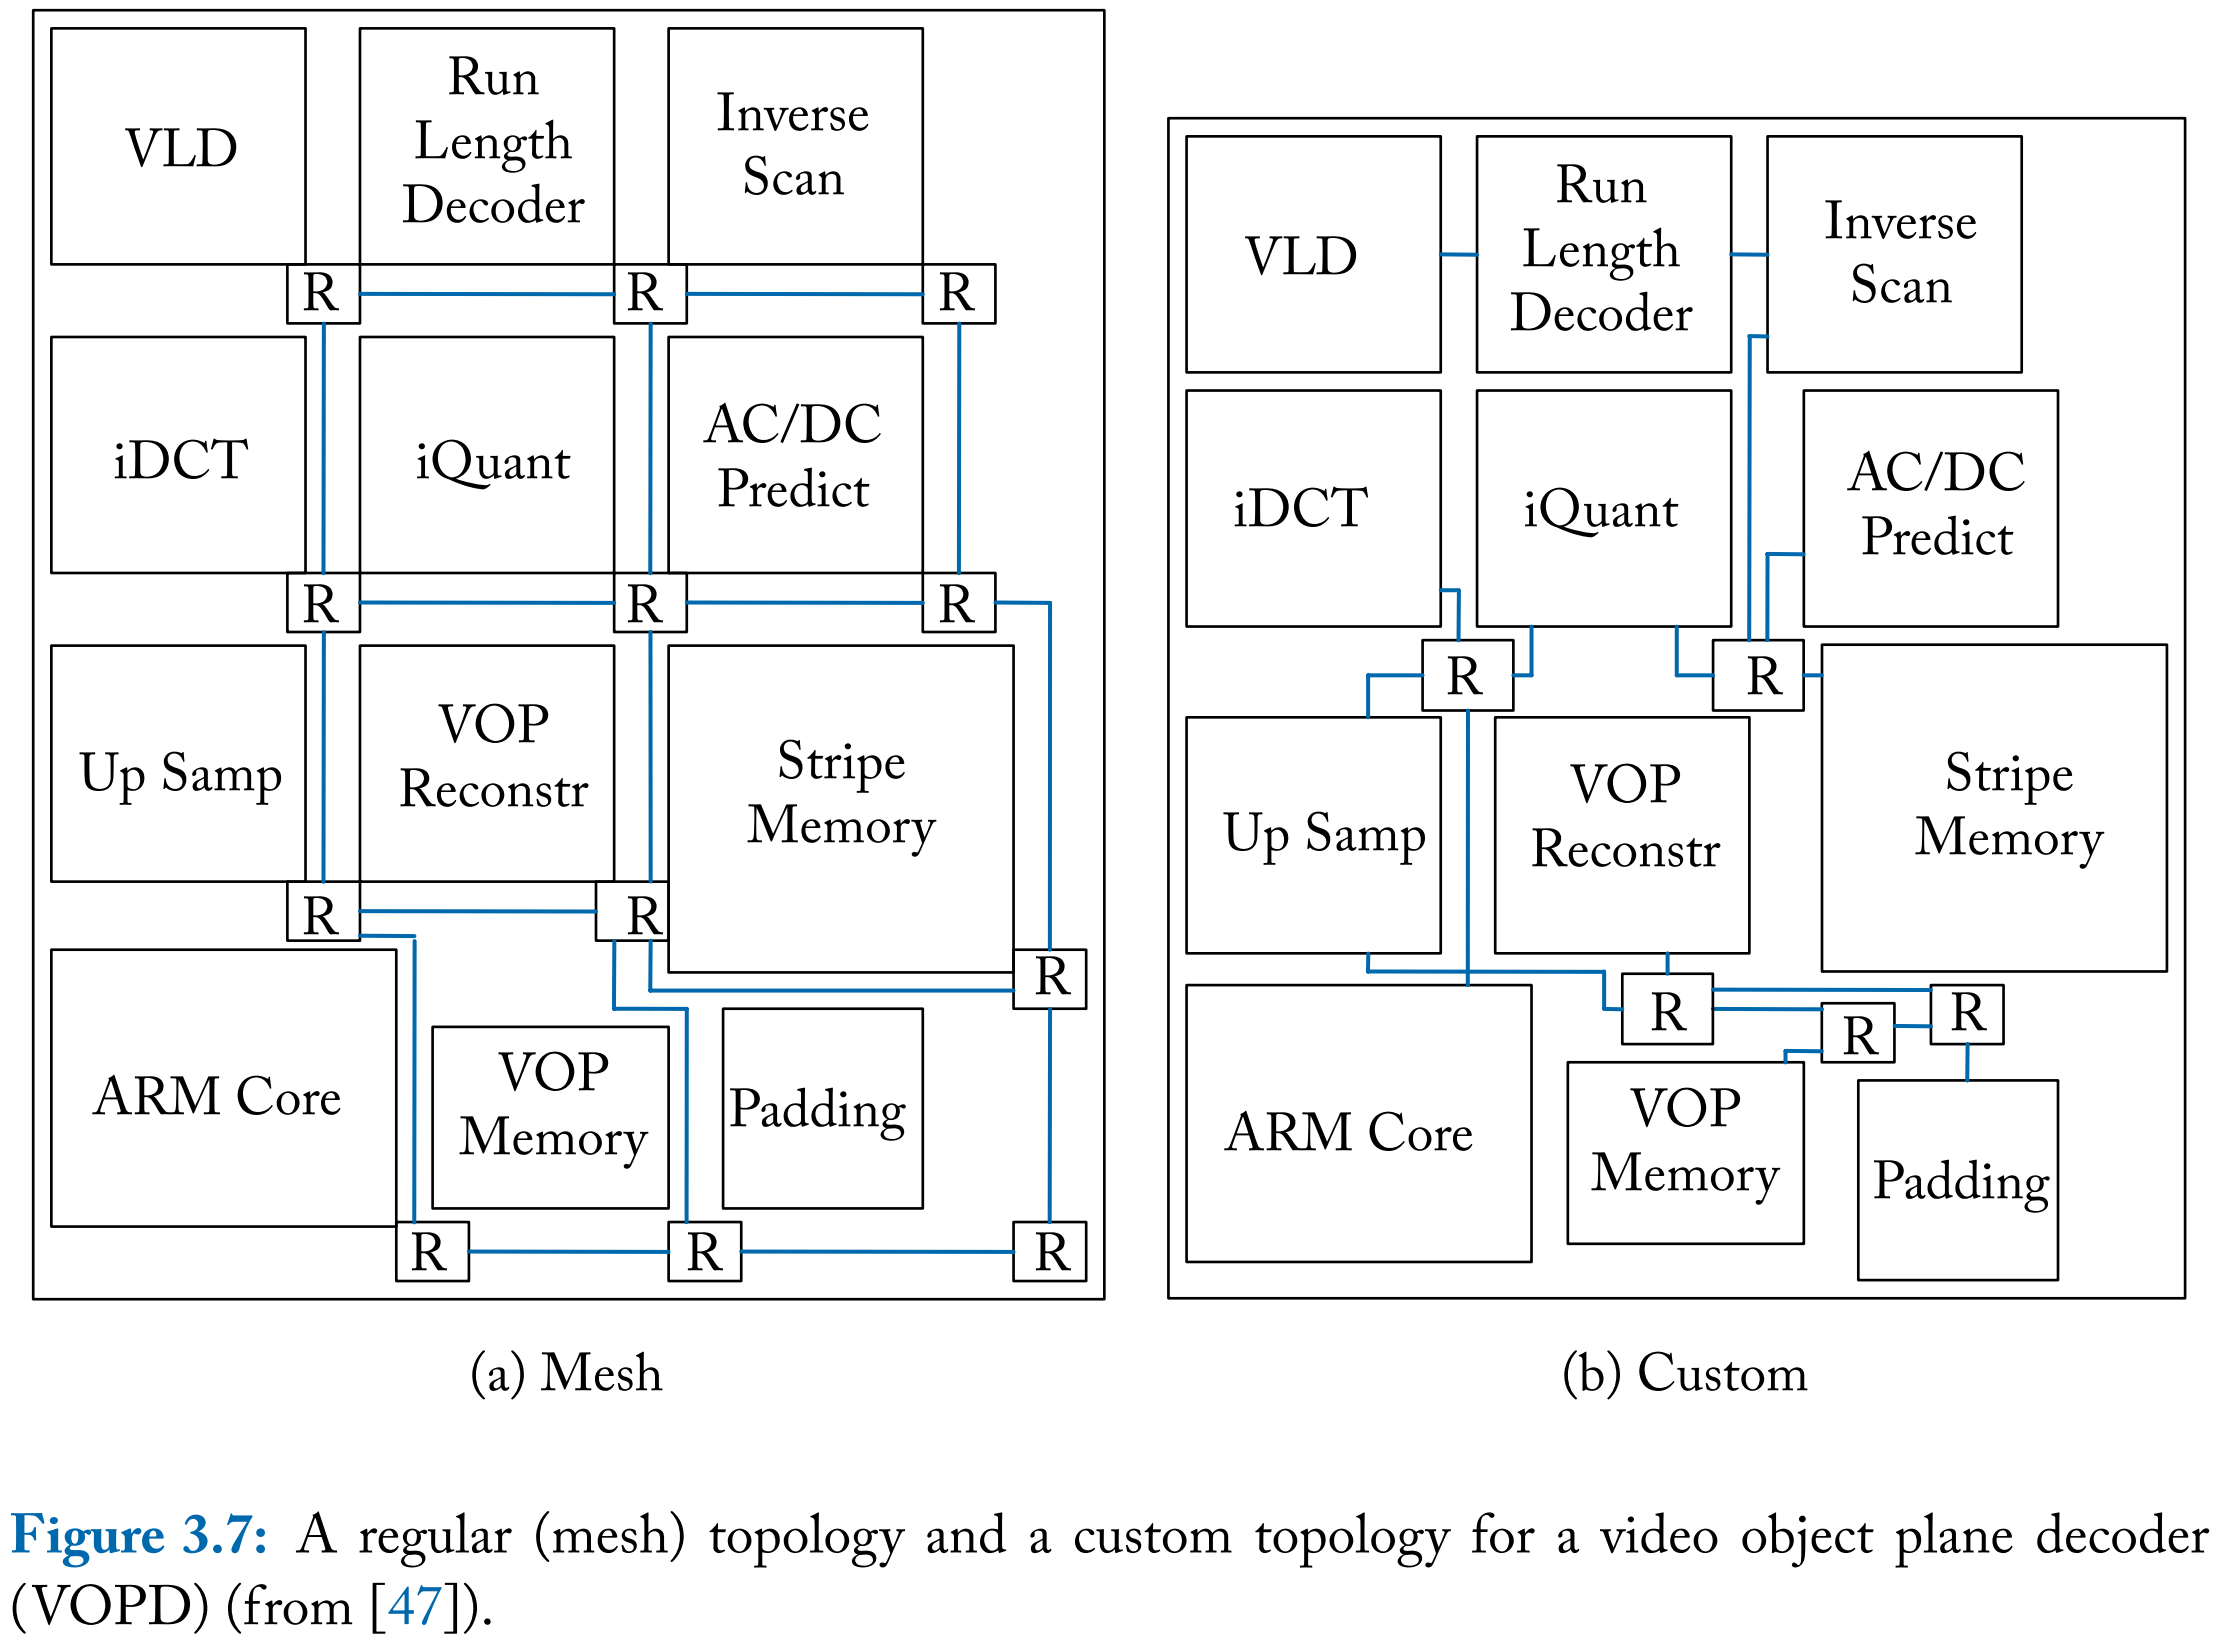 VLD
Run
Length
Decoder
Inverse
Scan
R
R
R
iDCT
iQuant
AC/DC
Predict
R
R
R
Up Samp
VOP
Reconstr
Stripe
Memory
R
R
R
ARM Core
VOP
Memory
Padding
R
R
R
(a) Mesh
VLD
Run
Length
Decoder
Inverse
Scan
iDCT
iQuant
AC/DC
Predict
R
R
Up Samp
VOP
Reconstr
Stripe
Memory
R
R
R
ARM Core
VOP
Memory
Padding
(b) Custom
Figure 3.7: A regular (mesh) topology and a custom topology for a video object plane decoder
(VOPD) (from [47]).